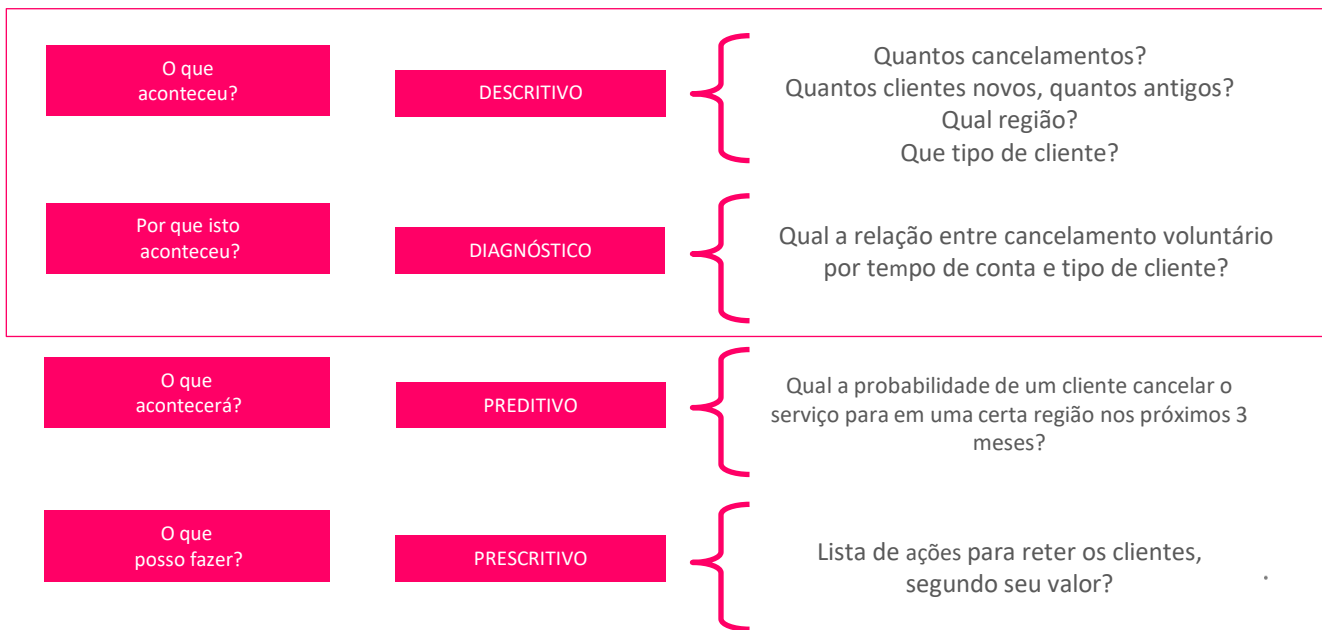 O que
aconteceu?
DESCRITIVO
Quantos cancelamentos?
Quantos clientes novos, quantos antigos?
Qual região?
Que tipo de cliente?
Por que isto
aconteceu?
DIAGNÓSTICO
Qual a relação entre cancelamento voluntário
por tempo de conta e tipo de cliente?
O que
acontecerá?
PREDITIVO
Qual a probabilidade de um cliente cancelar o
serviço para em uma certa região nos próximos 3
meses?
O que
posso fazer?
PRESCRITIVO
Lista de ações para reter os clientes,
segundo seu valor?
.